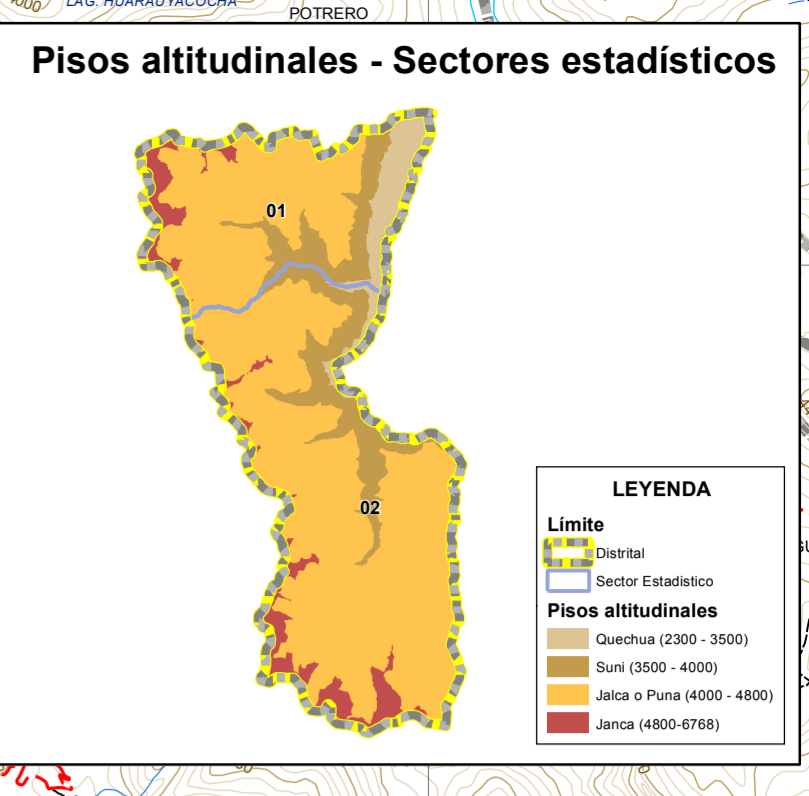 LAG. HUARAUYACOCHA
POTRERO
Pisos altitudinales - Sectores estadísticos
01
02
LEYENDA
Límite
Distrital
Sector Estadistico
Pisos altitudinales
Quechua (2300 - 3500)
Suni (3500 - 4000)
Jalca o Puna (4000 - 4800)
Janca (4800-6768)